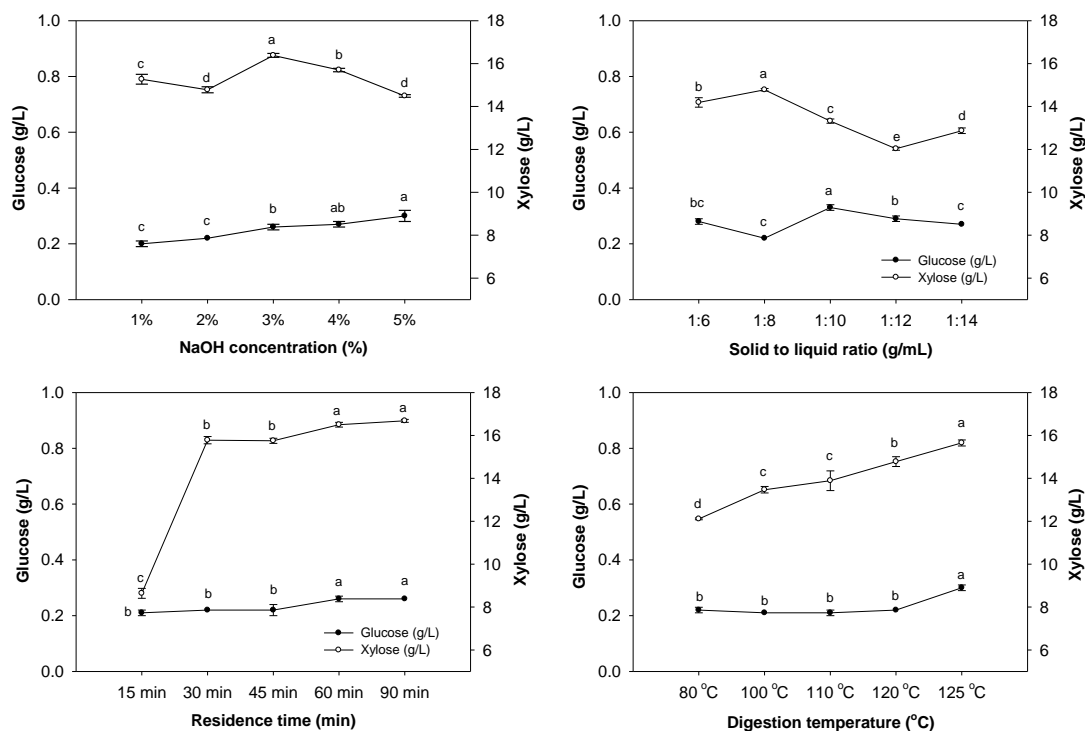 1.0
0.8
0.6
0.4
0.2
0.0
Glucose (g/L)
18
16
14
12
10
8
6
Xylose (g/L)
c
d
a
b
d
c
c
b
ab
a
1%
2%
3%
4%
5%
NaOH concentration (%)
1.0
0.8
0.6
0.4
0.2
0.0
Glucose (g/L)
18
16
14
12
10
8
6
Xylose (g/L)
b
a
c
e
d
bc
c
a
b
c
Glucose (g/L)
Xylose (g/L)
1:6
1:8
1:10
1:12
1:14
Solid to liquid ratio (g/mL)
1.0
0.8
0.6
0.4
0.2
0.0
Glucose (g/L)
18
16
14
12
10
8
6
Xylose (g/L)
c
b
b
a
a
b
b
b
a
a
Glucose (g/L)
Xylose (g/L)
15 min
30 min
45 min
60 min
90 min
Residence time (min)
1.0
0.8
0.6
0.4
0.2
0.0
Glucose (g/L)
18
16
14
12
10
8
6
Xylose (g/L)
d
c
c
b
a
b
b
b
b
a
80 °C
100 °C
110 °C
120 °C
125 °C
Digestion temperature (°C)